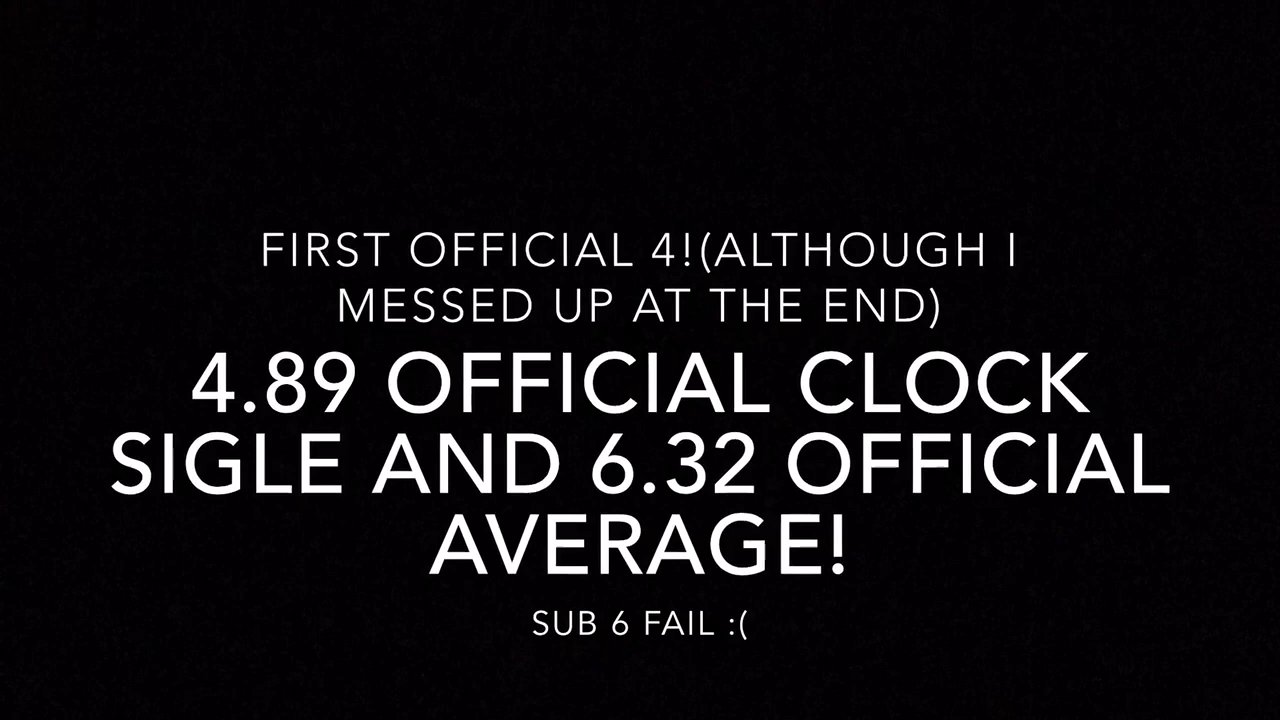 FIRST OFFICIAL 4!(ALTHOUGH I
MESSED UP AT THE END)
4.89 OFFICIAL CLOCK
SIGLE AND 6.32 OFFICIAL
AVERAGE!
SUB 6 FAIL :(